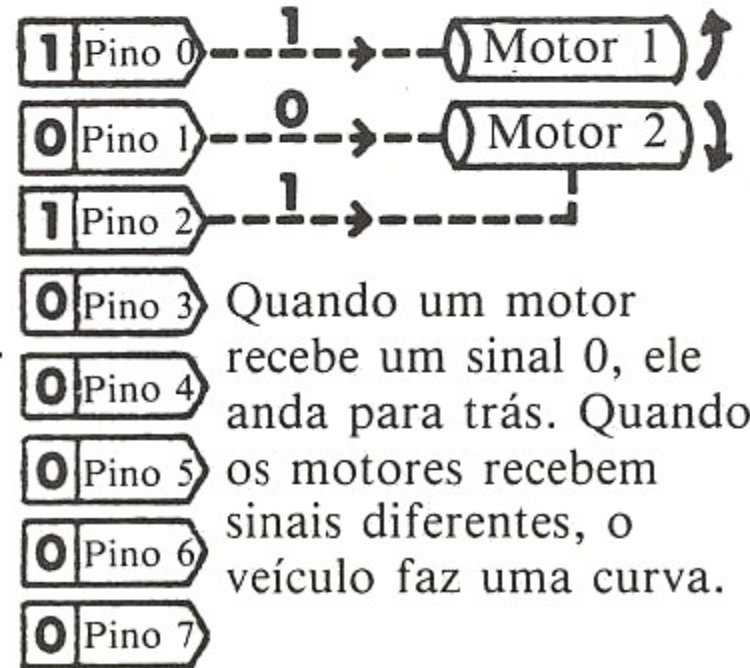 1 Pino 0 1 Motor 1
0 Pino 1 0 Motor 2
1 Pino 2 1
0 Pino 3
0 Pino 4
0 Pino 5
0 Pino 6
0 Pino 7
Quando um motor
recebe um sinal 0, ele
anda para trás. Quando
os motores recebem
sinais diferentes, o
veículo faz uma curva.